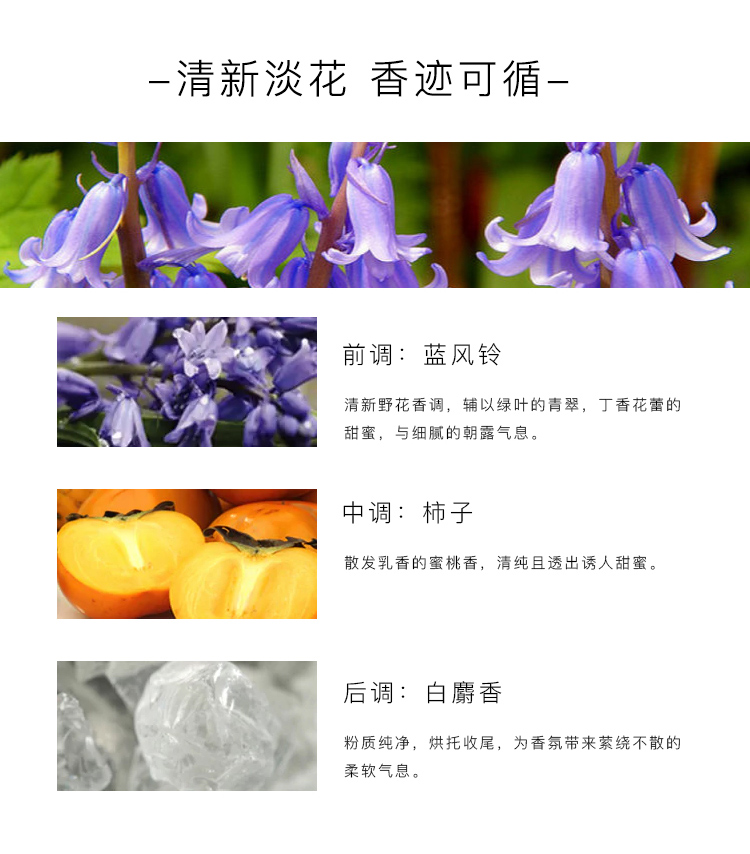 –清新淡花 香迹可循–
前调：蓝风铃
清新野花香调，辅以绿叶的青翠，丁香花蕾的
甜蜜，与细腻的朝露气息。
中调：柿子
散发乳香的蜜桃香，清纯且透出诱人甜蜜。
后调：白麝香
粉质纯净，烘托收尾，为香氛带来萦绕不散的
柔软气息。